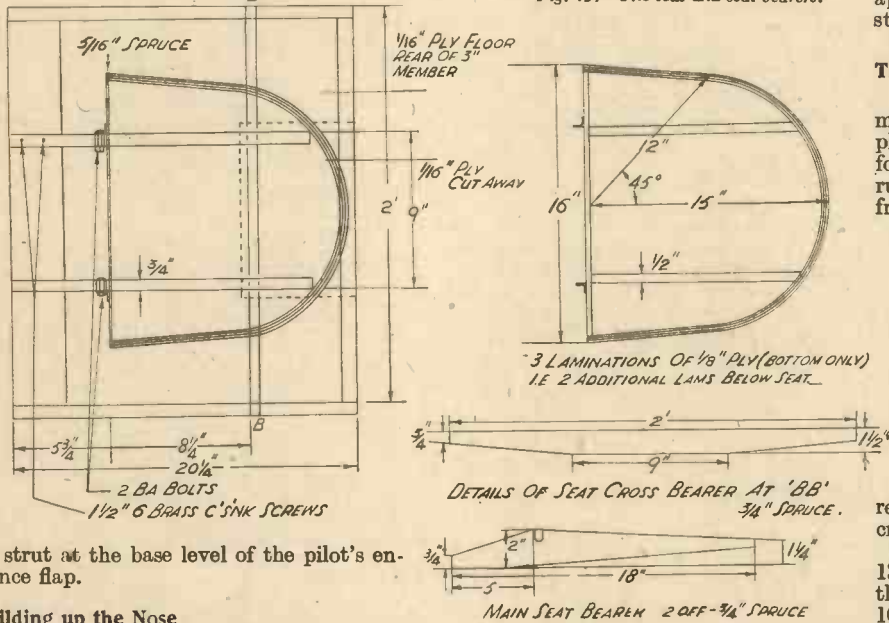 B
5/16" SPRUCE
1/16" PLY FLOOR
REAR OF 3"
MEMBER
1/16" PLY
CUT AWAY
2'
9"
3/4"
B
5 3/4"
8 1/4"
20 1/4"
2 BA BOLTS
1 1/2" 6 BRASS C'SINK SCREWS
strut at the base level of the pilot's en-
ance flap.
ilding up the Nose
16"
12"
45°
15"
1/2"
3 LAMINATIONS OF 1/8" PLY (BOTTOM ONLY)
I.E 2 ADDITIONAL LAMS BELOW SEAT
2'
3/4"
1 1/2"
9"
DETAILS OF SEAT CROSS BEARER AT 'BB'
3/4" SPRUCE.
3/4"
2"
1 1/4"
5
18"
MAIN SEAT BEARER 2 OFF - 3/4" SPRUCE